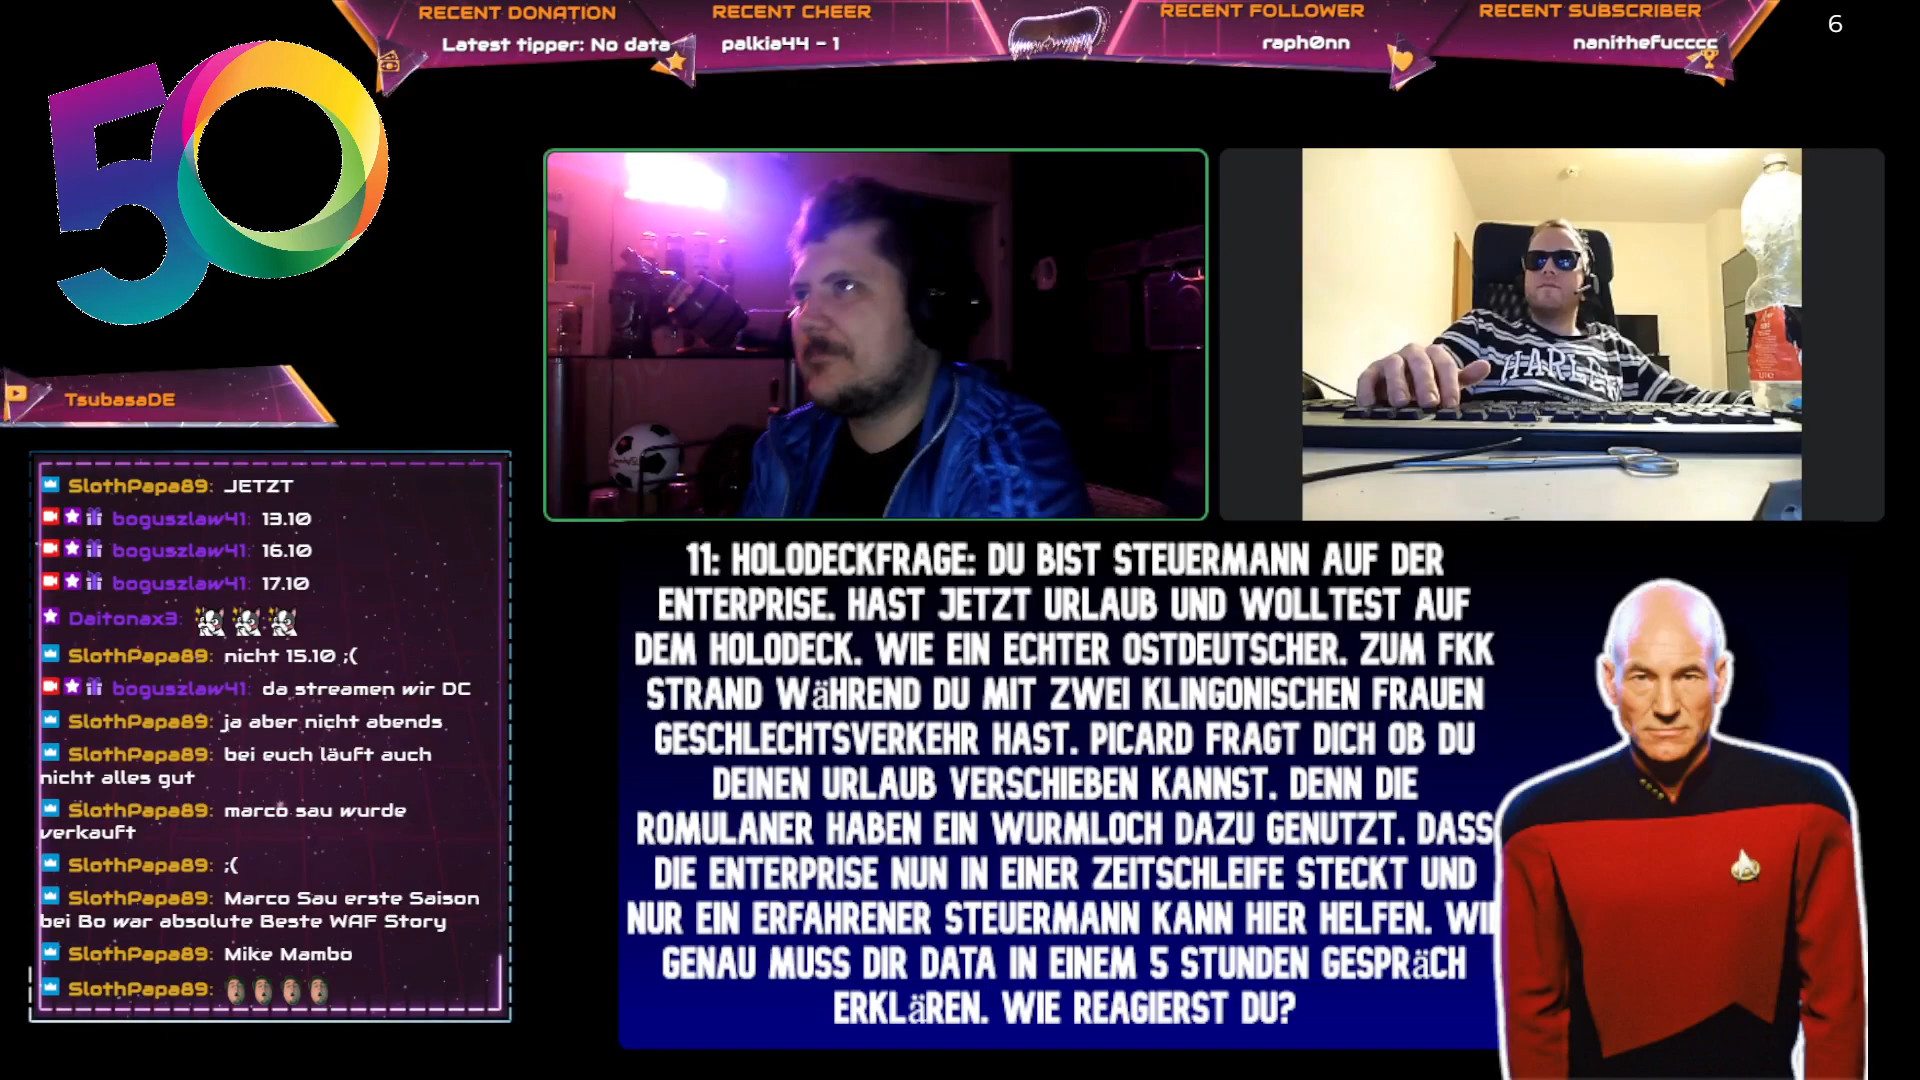 RECENT DONATION
Latest tipper: No data
RECENT CHEER
palkia44 - 1
RECENT FOLLOWER
raph0nn
RECENT SUBSCRIBER
nanithefucccc
6
50
TsubasaDE
SlothPapa89: JETZT
boguszlaw41: 13.10
boguszlaw41: 16.10
boguszlaw41: 17.10
Daitonax3:
SlothPapa89: nicht 15.10 ;(
boguszlaw41: da streamen wir DC
SlothPapa89: ja aber nicht abends
SlothPapa89: bei euch läuft auch
nicht alles gut
SlothPapa89: marco sau wurde
verkauft
SlothPapa89: ;(
SlothPapa89: Marco Sau erste Saison
bei Bo war absolute Beste WAF Story
SlothPapa89: Mike Mambo
SlothPapa89:
HARLE
11: HOLODECKFRAGE: DU BIST STEUERMANN AUF DER
ENTERPRISE. HAST JETZT URLAUB UND WOLLTEST AUF
DEM HOLODECK. WIE EIN ECHTER OSTDEUTSCHER. ZUM FKK
STRAND WäHREND DU MIT ZWEI KLINGONISCHEN FRAUEN
GESCHLECHTSVERKEHR HAST. PICARD FRAGT DICH OB DU
DEINEN URLAUB VERSCHIEBEN KANNST. DENN DIE
ROMULANER HABEN EIN WURMLOCH DAZU GENUTZT. DASS
DIE ENTERPRISE NUN IN EINER ZEITSCHLEIFE STECKT UND
NUR EIN ERFAHRENER STEUERMANN KANN HIER HELFEN. WI
GENAU MUSS DIR DATA IN EINEM 5 STUNDEN GESPRäCH
ERKLäREN. WIE REAGIERST DU?